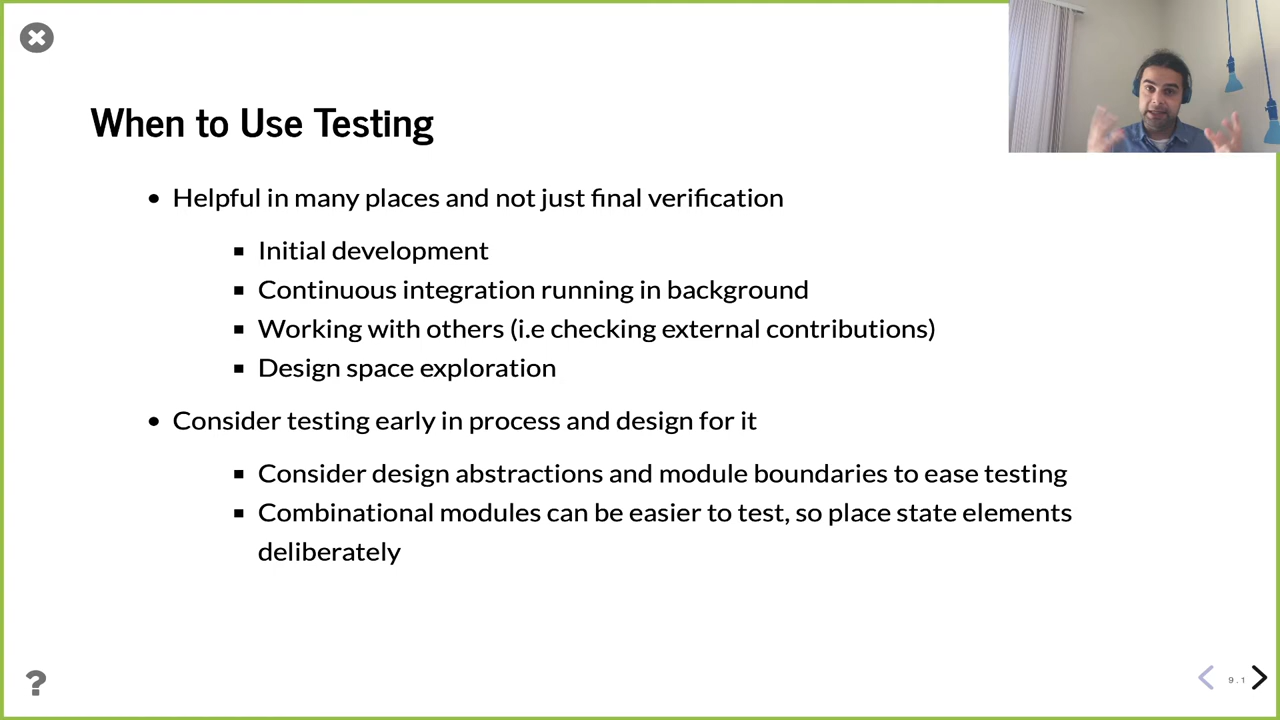 When to Use Testing
Helpful in many places and not just final verification
Initial development
Continuous integration running in background
Working with others (i.e checking external contributions)
Design space exploration
Consider testing early in process and design for it
Consider design abstractions and module boundaries to ease testing
Combinational modules can be easier to test, so place state elements
deliberately
?
9.1